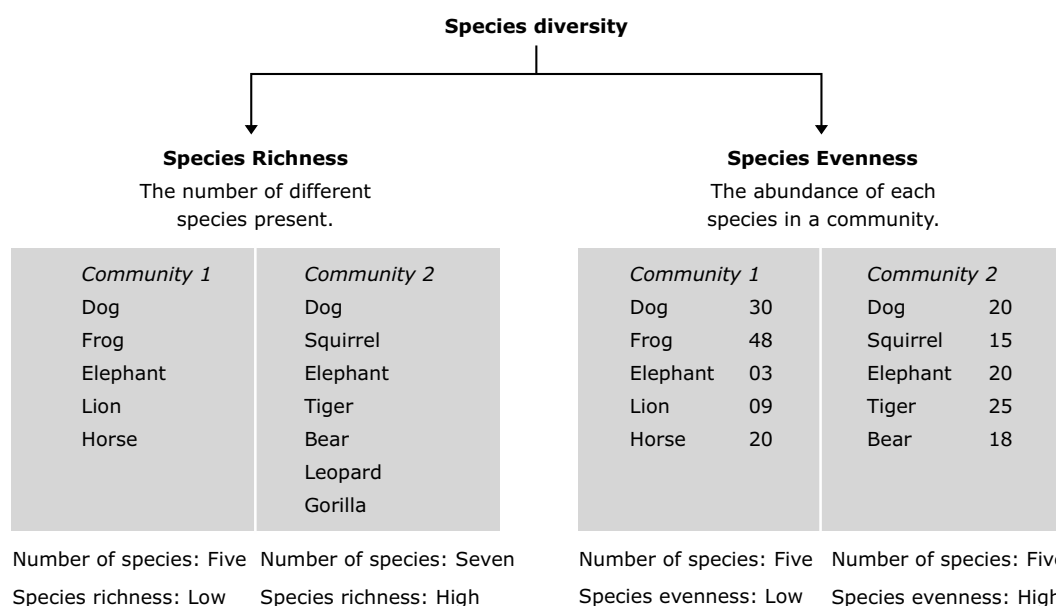 Species diversity
Species Richness
The number of different
species present.
Community 1
Dog
Frog
Elephant
Lion
Horse
Community 2
Dog
Squirrel
Elephant
Tiger
Bear
Leopard
Gorilla
Number of species: Five
Species richness: Low
Number of species: Seven
Species richness: High
Species Evenness
The abundance of each
species in a community.
Community 1
Dog 30
Frog 48
Elephant 03
Lion 09
Horse 20
Community 2
Dog 20
Squirrel 15
Elephant 20
Tiger 25
Bear 18
Number of species: Five
Species evenness: Low
Number of species: Five
Species evenness: High